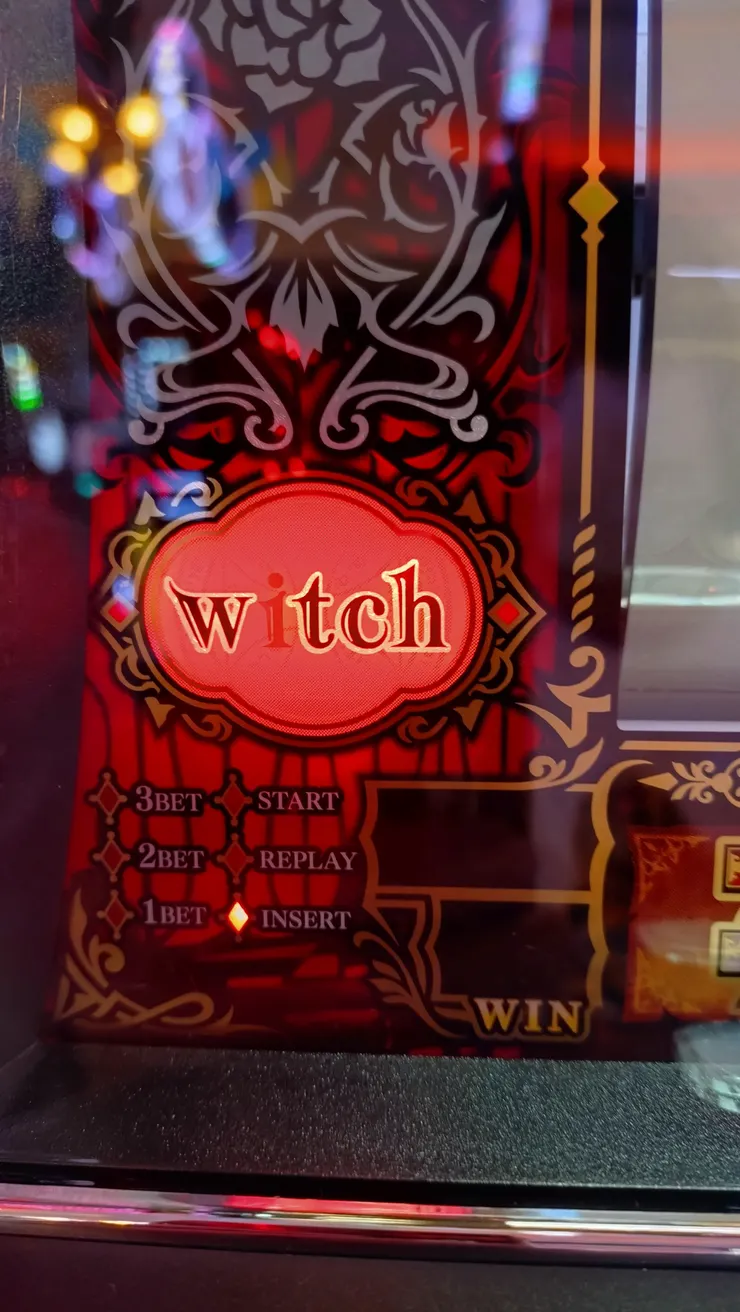 witch
3BET START
2BET REPLAY
1BET INSERT
WIN